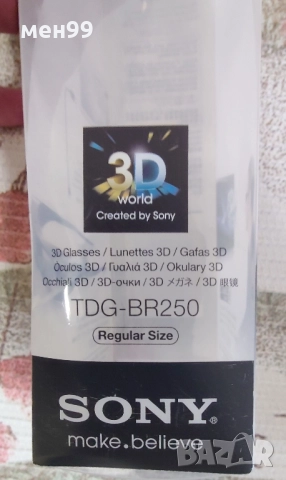 мен99
3D
world
Created by Sony
3D Glasses / Lunettes 3D / Gafas 3D
Óculos 3D / Γυαλιά 3D / Okulary 3D
Occhiali 3D / 3D-очки / 3D メガネ / 3D 眼镜
TDG-BR250
Regular Size
SONY®
make.believe
BAZAR